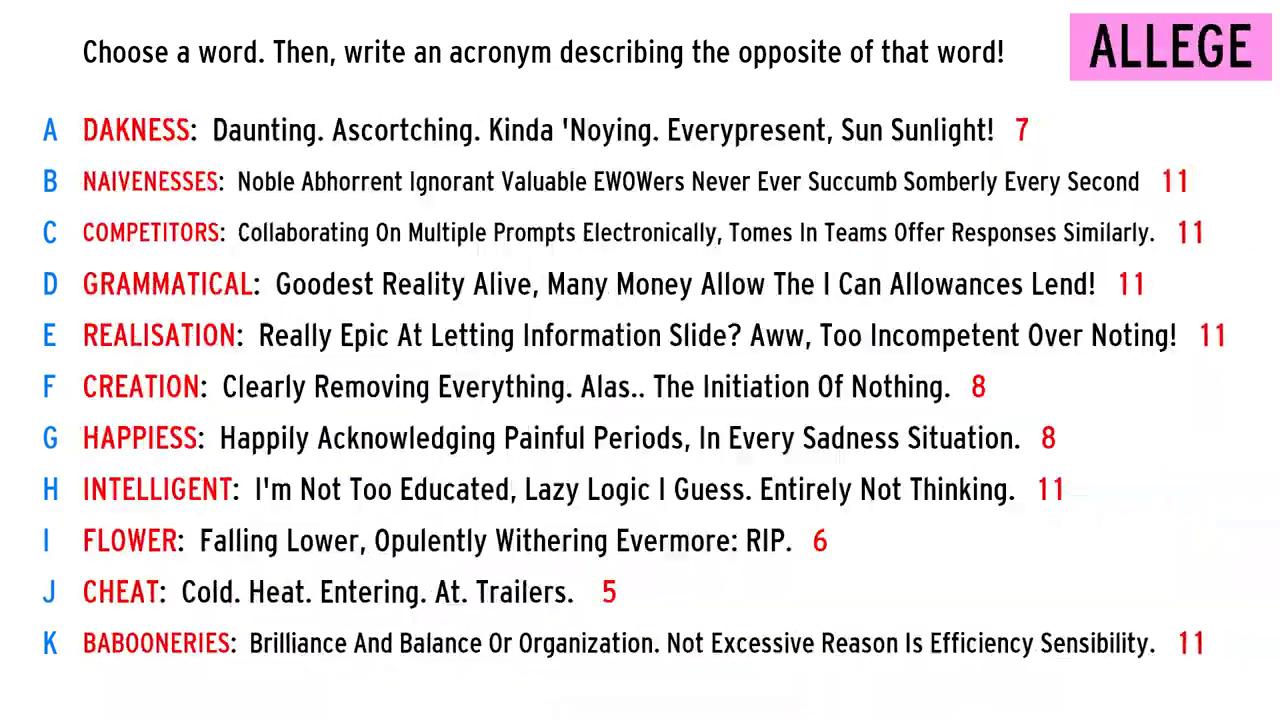 Choose a word. Then, write an acronym describing the opposite of that word!
ALLEGE
A DAKNESS: Daunting. Ascortching. Kinda 'Noying. Everypresent, Sun Sunlight! 7
B NAIVENESSES: Noble Abhorrent Ignorant Valuable EWOWers Never Ever Succumb Somberly Every Second 11
C COMPETITORS: Collaborating On Multiple Prompts Electronically, Tomes In Teams Offer Responses Similarly. 11
D GRAMMATICAL: Goodest Reality Alive, Many Money Allow The I Can Allowances Lend! 11
E REALISATION: Really Epic At Letting Information Slide? Aww, Too Incompetent Over Noting! 11
F CREATION: Clearly Removing Everything. Alas.. The Initiation Of Nothing. 8
G HAPPIESS: Happily Acknowledging Painful Periods, In Every Sadness Situation. 8
H INTELLIGENT: I'm Not Too Educated, Lazy Logic I Guess. Entirely Not Thinking. 11
I FLOWER: Falling Lower, Opulently Withering Evermore: RIP. 6
J CHEAT: Cold. Heat. Entering. At. Trailers. 5
K BABOONERIES: Brilliance And Balance Or Organization. Not Excessive Reason Is Efficiency Sensibility. 11